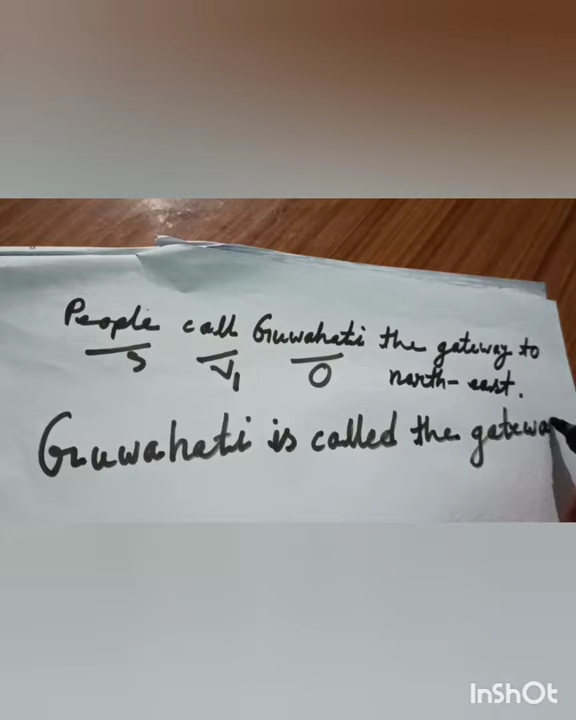 People call Guwahati the gateway to
S V1 O north-east.
Guwahati is called the gatewa
InShOt